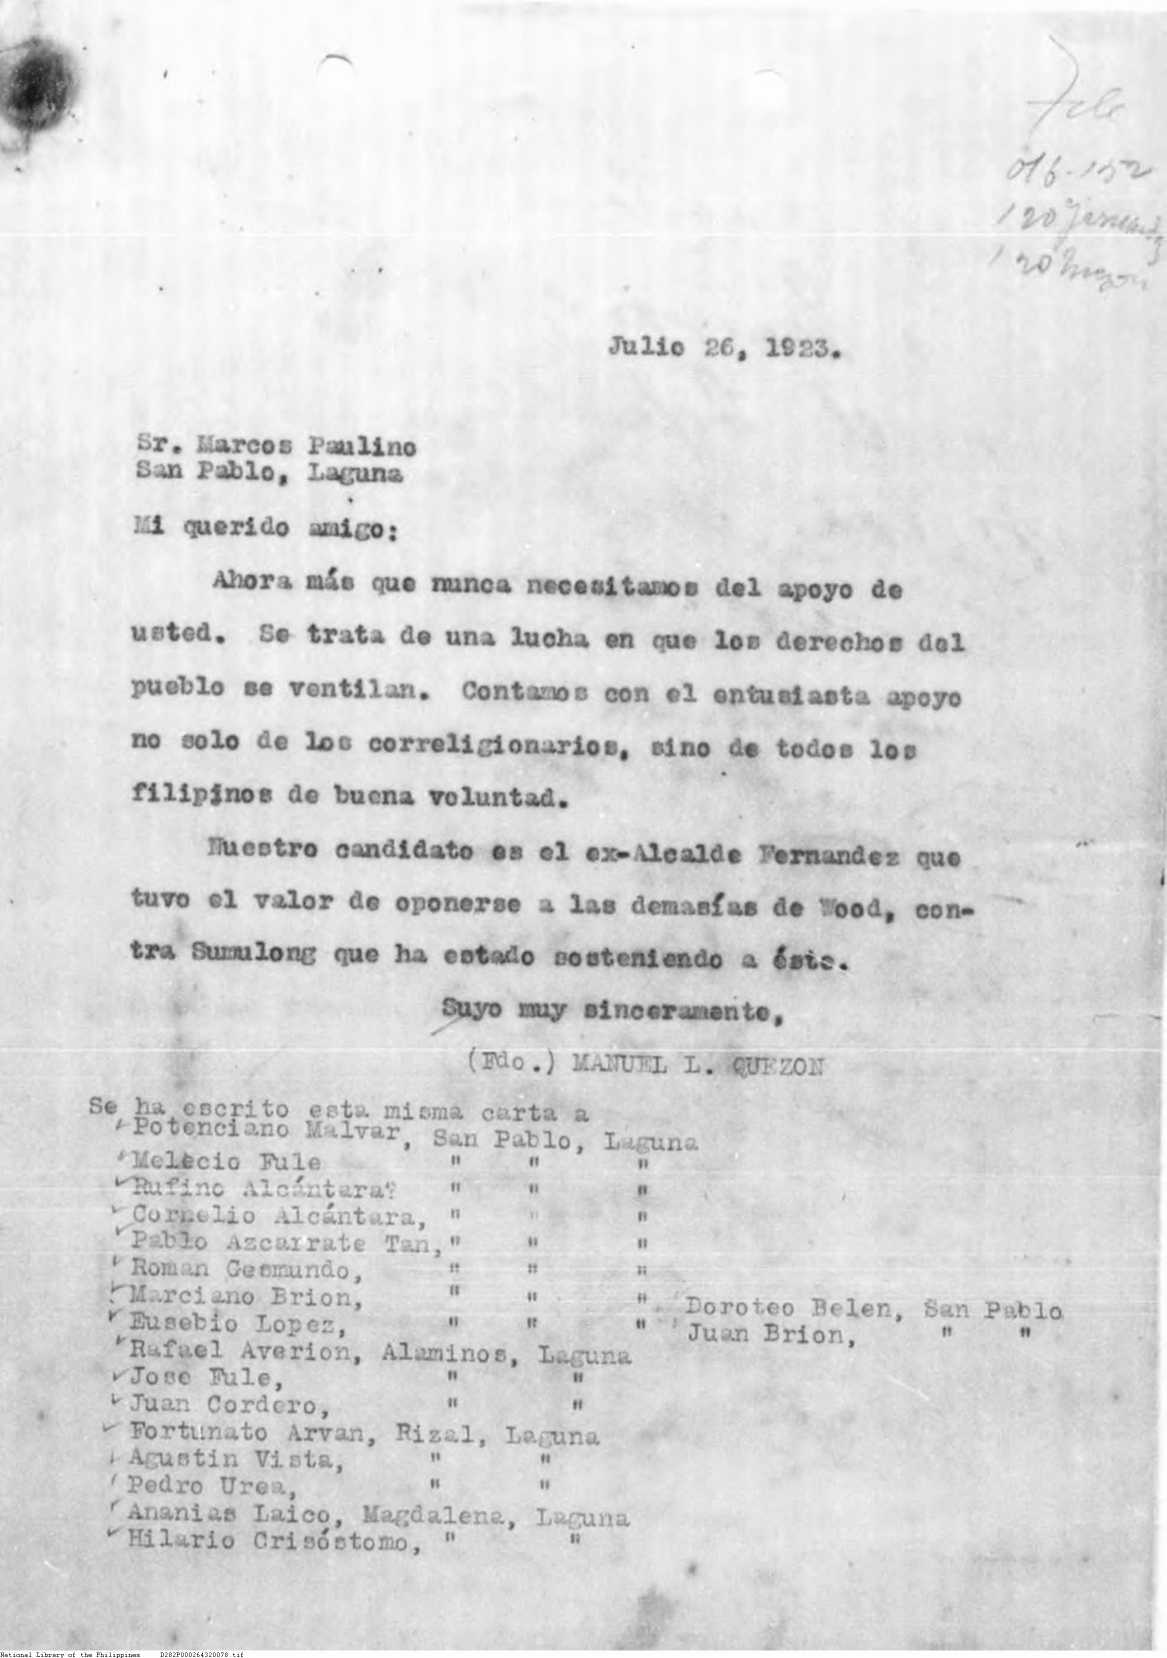 File
Julio 26, 1923.
Sr. Marcos Paulino
San Pablo, Laguna
Mi querido amigo:
Ahora más que nunca necesitamos del apoyo de
usted. Se trata de una lucha en que los derechos del
pueblo se ventilan. Contamos con el entusiasta apoyo
no solo de los correligionarios, sino de todos los
filipinos de buena voluntad.
Nuestro candidato es el ex-Alcalde Fernandez que
tuvo el valor de oponerse a las demasías de Wood, con-
tra Sumulong que ha estado sosteniendo a éste.
Suyo muy sinceramente,
(Fdo.) MANUEL L. QUEZON
Se ha escrito esta misma carta a
Potenciano Malvar, San Pablo, Laguna
Melecio Fule " " "
Rufino Alcántara? " " "
Cornelio Alcántara, " " "
Pablo Azcarrate Tan, " " "
Roman Gesmundo, " " "
Marciano Brion, " " " Doroteo Belen, San Pablo
Eusebio Lopez, " " " Juan Brion, " "
Rafael Averion, Alaminos, Laguna
Jose Fule, " "
Juan Cordero, " "
Fortunato Arvan, Rizal, Laguna
Agustin Vista, " "
Pedro Urea, " "
Ananias Laico, Magdalena, Laguna
Hilario Crisóstomo, " "
National Library of the Philippines D282P000264320078.tif